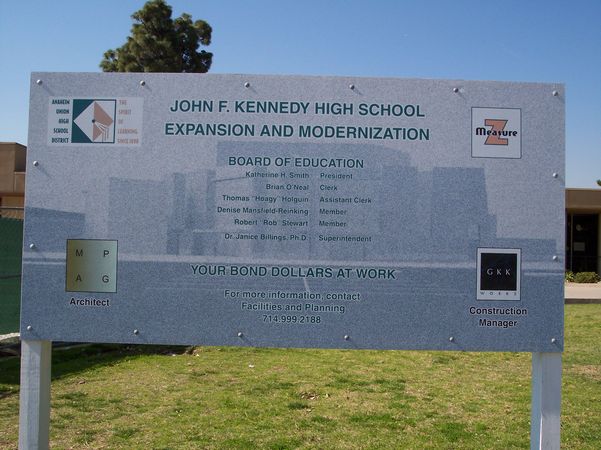 ANAHEIM
UNION
HIGH
SCHOOL
DISTRICT
THE
SPIRIT
OF
LEARNING
SINCE 1898
JOHN F. KENNEDY HIGH SCHOOL
EXPANSION AND MODERNIZATION
Measure
Z
BOARD OF EDUCATION
Katherine H. Smith President
Brian O'Neal Clerk
Thomas "Hoagy" Holguin Assistant Clerk
Denise Mansfield-Reinking Member
Robert "Rob" Stewart Member
Dr. Janice Billings, Ph.D. Superintendent
YOUR BOND DOLLARS AT WORK
For more information, contact
Facilities and Planning
714.999.2188
M P
A G
Architect
GKK
WORKS
Construction
Manager